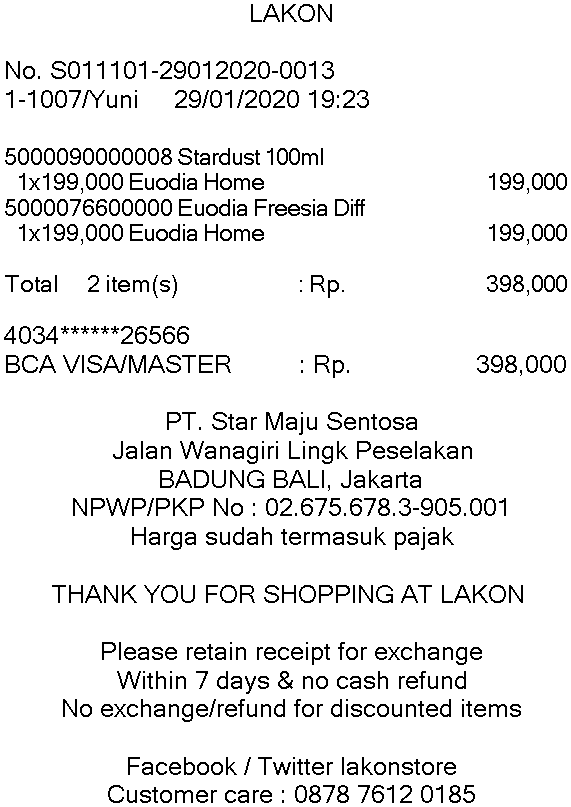 LAKON
No. S011101-29012020-0013
1-1007/Yuni 29/01/2020 19:23
5000090000008 Stardust 100ml
1x199,000 Euodia Home 199,000
5000076600000 Euodia Freesia Diff
1x199,000 Euodia Home 199,000
Total 2 item(s) : Rp. 398,000
4034******26566
BCA VISA/MASTER : Rp. 398,000
PT. Star Maju Sentosa
Jalan Wanagiri Lingk Peselakan
BADUNG BALI, Jakarta
NPWP/PKP No : 02.675.678.3-905.001
Harga sudah termasuk pajak
THANK YOU FOR SHOPPING AT LAKON
Please retain receipt for exchange
Within 7 days & no cash refund
No exchange/refund for discounted items
Facebook / Twitter lakonstore
Customer care : 0878 7612 0185